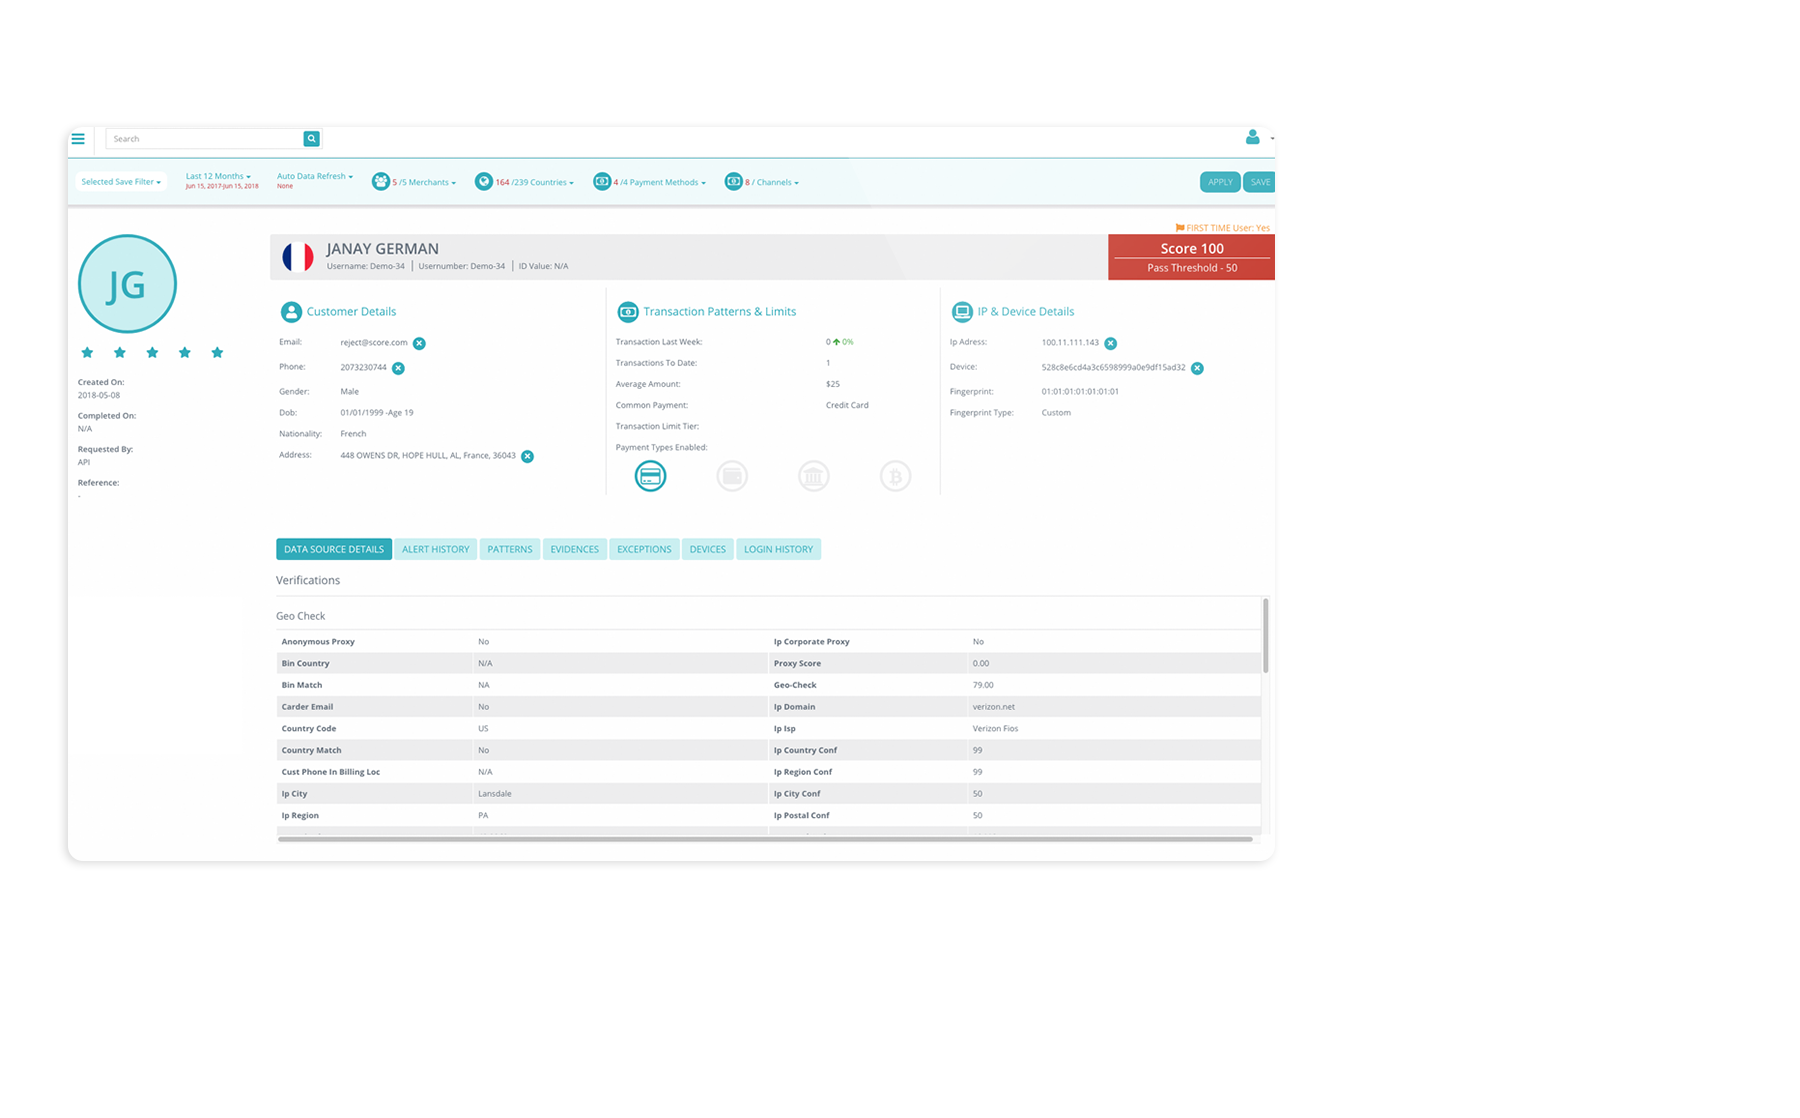 Search
Selected Save Filter
Last 12 Months
Jun 15, 2017-Jun 15, 2018
Auto Data Refresh
None
5 /5 Merchants
164 /239 Countries
4 /4 Payment Methods
8 / Channels
APPLY
SAVE
FIRST TIME User: Yes
JG
JANAY GERMAN
Username: Demo-34 | Usernumber: Demo-34 | ID Value: N/A
Score 100
Pass Threshold - 50
Created On:
2018-05-08
Completed On:
N/A
Requested By:
API
Reference:
-
Customer Details
Email: reject@score.com
Phone: 2073230744
Gender: Male
Dob: 01/01/1999 -Age 19
Nationality: French
Address: 448 OWENS DR, HOPE HULL, AL, France, 36043
Transaction Patterns & Limits
Transaction Last Week: 0 0%
Transactions To Date: 1
Average Amount: $25
Common Payment: Credit Card
Transaction Limit Tier:
Payment Types Enabled:
IP & Device Details
Ip Adress: 100.11.111.143
Device: 528c8e6cd4a3c6598999a0e9df15ad32
Fingerprint: 01:01:01:01:01:01:01
Fingerprint Type: Custom
DATA SOURCE DETAILS
ALERT HISTORY
PATTERNS
EVIDENCES
EXCEPTIONS
DEVICES
LOGIN HISTORY
Verifications
Geo Check
Anonymous Proxy No Ip Corporate Proxy No
Bin Country N/A Proxy Score 0.00
Bin Match NA Geo-Check 79.00
Carder Email No Ip Domain verizon.net
Country Code US Ip Isp Verizon Fios
Country Match No Ip Country Conf 99
Cust Phone In Billing Loc N/A Ip Region Conf 99
Ip City Lansdale Ip City Conf 50
Ip Region PA Ip Postal Conf 50